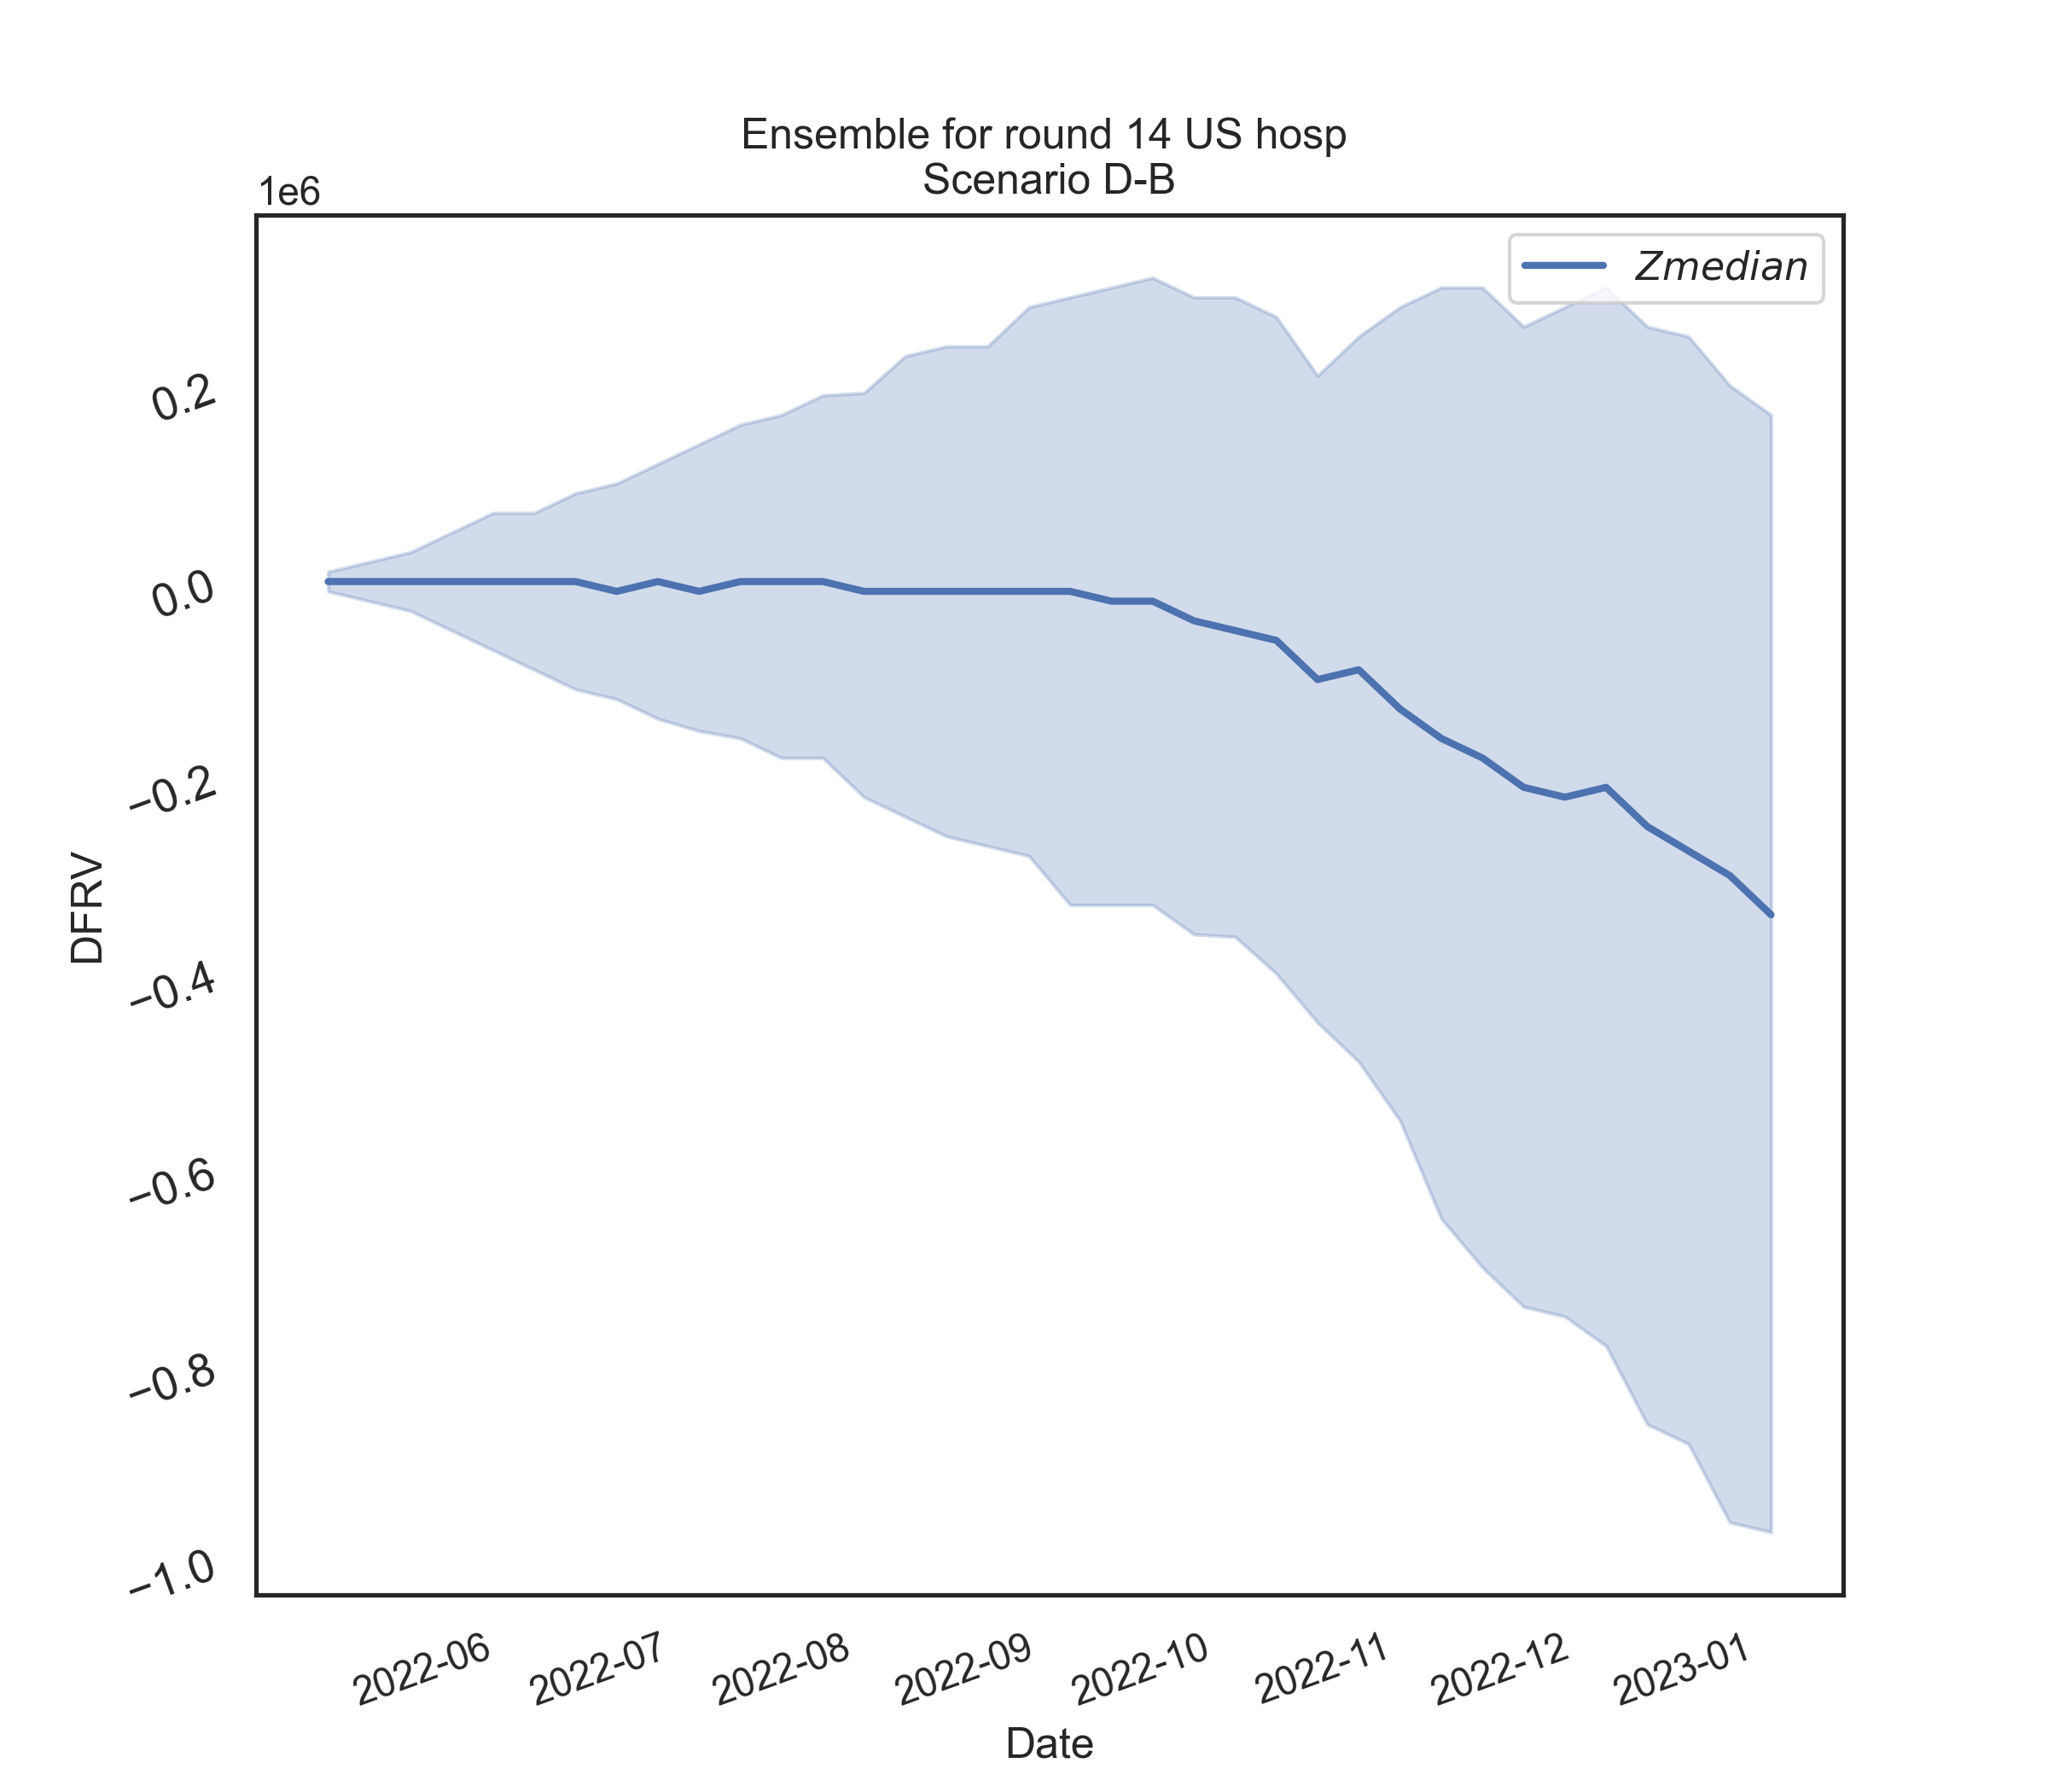 Ensemble for round 14 US hosp
Scenario D-B
1e6
Zmedian
0.2
0.0
−0.2
−0.4
−0.6
−0.8
−1.0
DFRV
2022-06
2022-07
2022-08
2022-09
2022-10
2022-11
2022-12
2023-01
Date